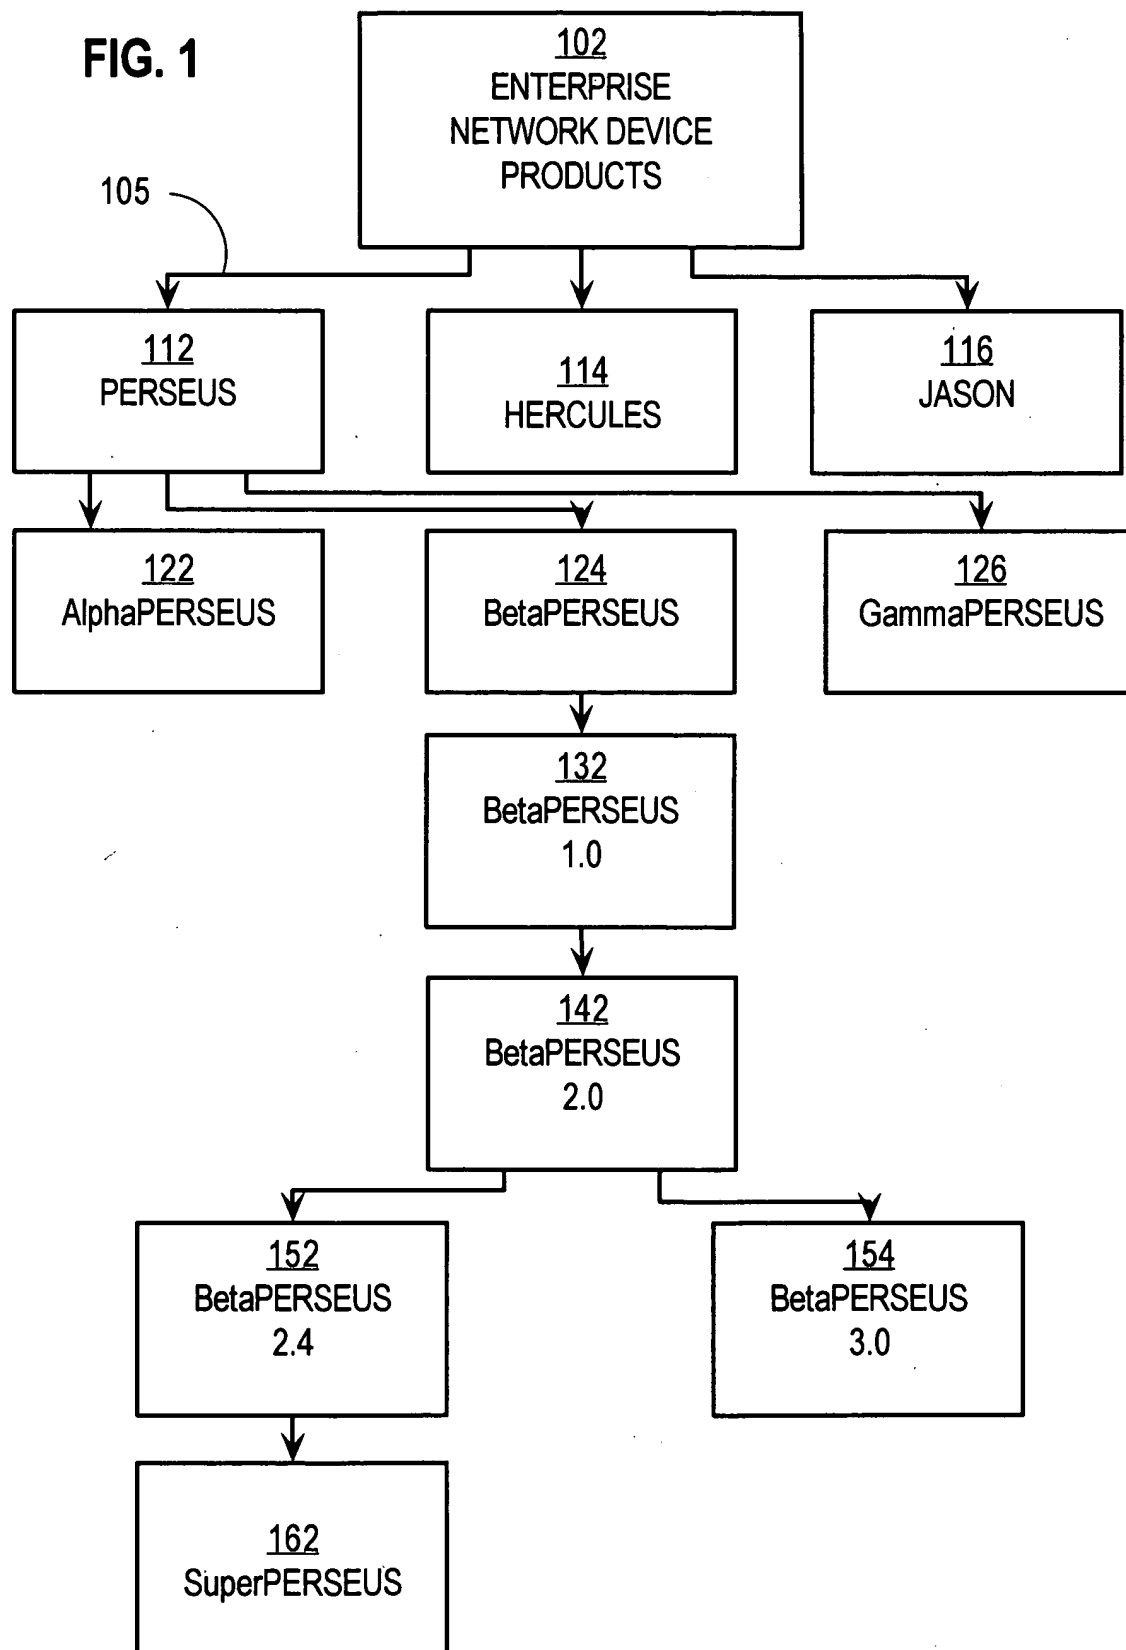 FIG. 1
102
ENTERPRISE
NETWORK DEVICE
PRODUCTS
105
112
PERSEUS
114
HERCULES
116
JASON
122
AlphaPERSEUS
124
BetaPERSEUS
126
GammaPERSEUS
132
BetaPERSEUS
1.0
142
BetaPERSEUS
2.0
152
BetaPERSEUS
2.4
154
BetaPERSEUS
3.0
162
SuperPERSEUS